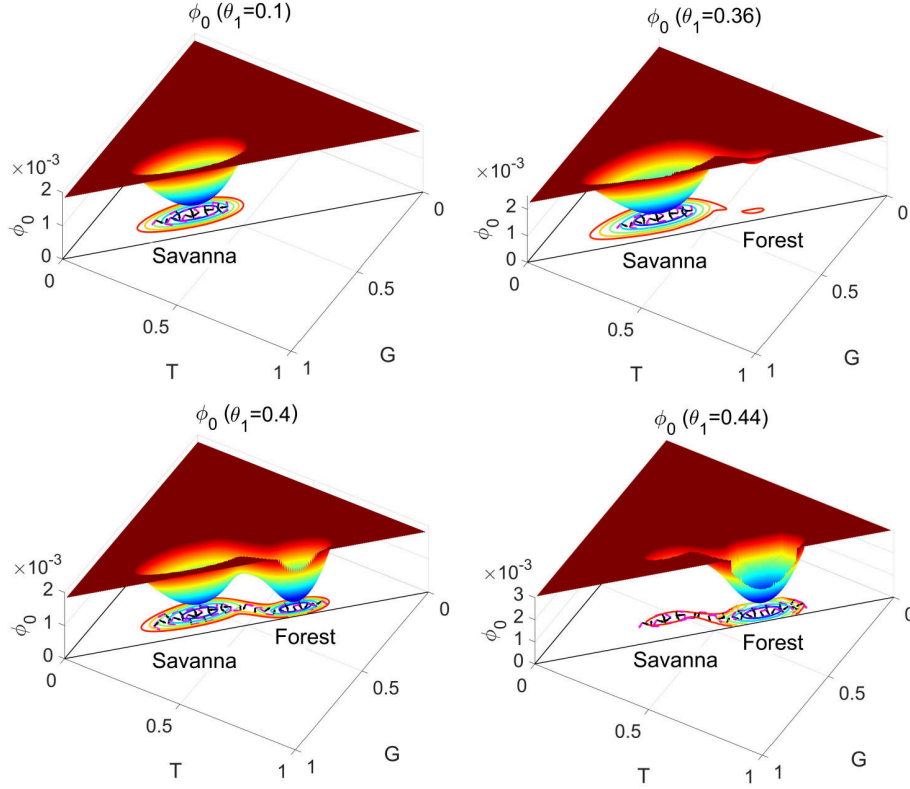 ϕ₀ (θ₁=0.1)
×10⁻³
2
1
0
ϕ₀
Savanna
0
0.5
1
T
0
0.5
1
G
ϕ₀ (θ₁=0.36)
×10⁻³
2
1
0
ϕ₀
Savanna
Forest
0
0.5
1
T
0
0.5
1
G
ϕ₀ (θ₁=0.4)
×10⁻³
2
1
0
ϕ₀
Savanna
Forest
0
0.5
1
T
0
0.5
1
G
ϕ₀ (θ₁=0.44)
×10⁻³
3
2
1
0
ϕ₀
Savanna
Forest
0
0.5
1
T
0
0.5
1
G